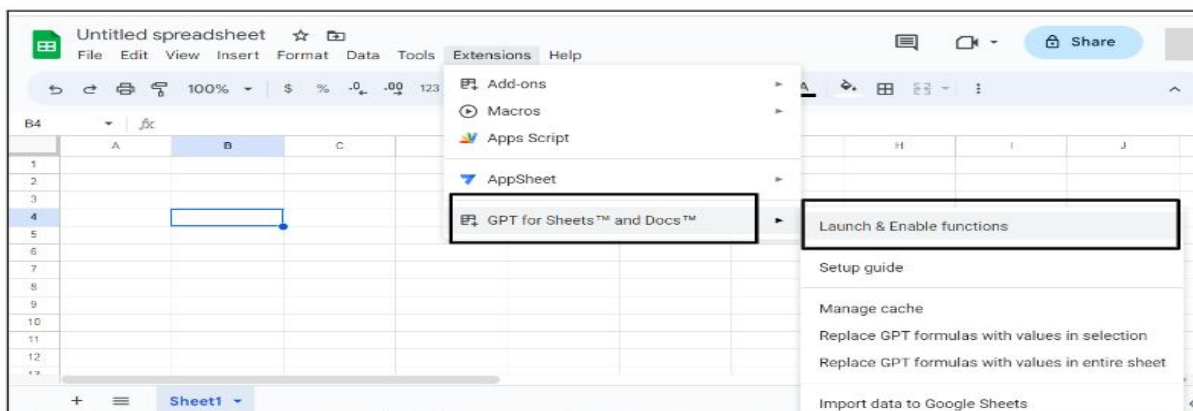 Untitled spreadsheet
File Edit View Insert Format Data Tools Extensions Help
Share
100% $ % .0 .00 123
Add-ons
A
B4 fx
Macros
Apps Script
A B C H I J
1
AppSheet
2
3
GPT for Sheets™ and Docs™
4
Launch & Enable functions
5
6
Setup guide
7
8
Manage cache
9
10
Replace GPT formulas with values in selection
11
Replace GPT formulas with values in entire sheet
12
13
+ Sheet1
Import data to Google Sheets